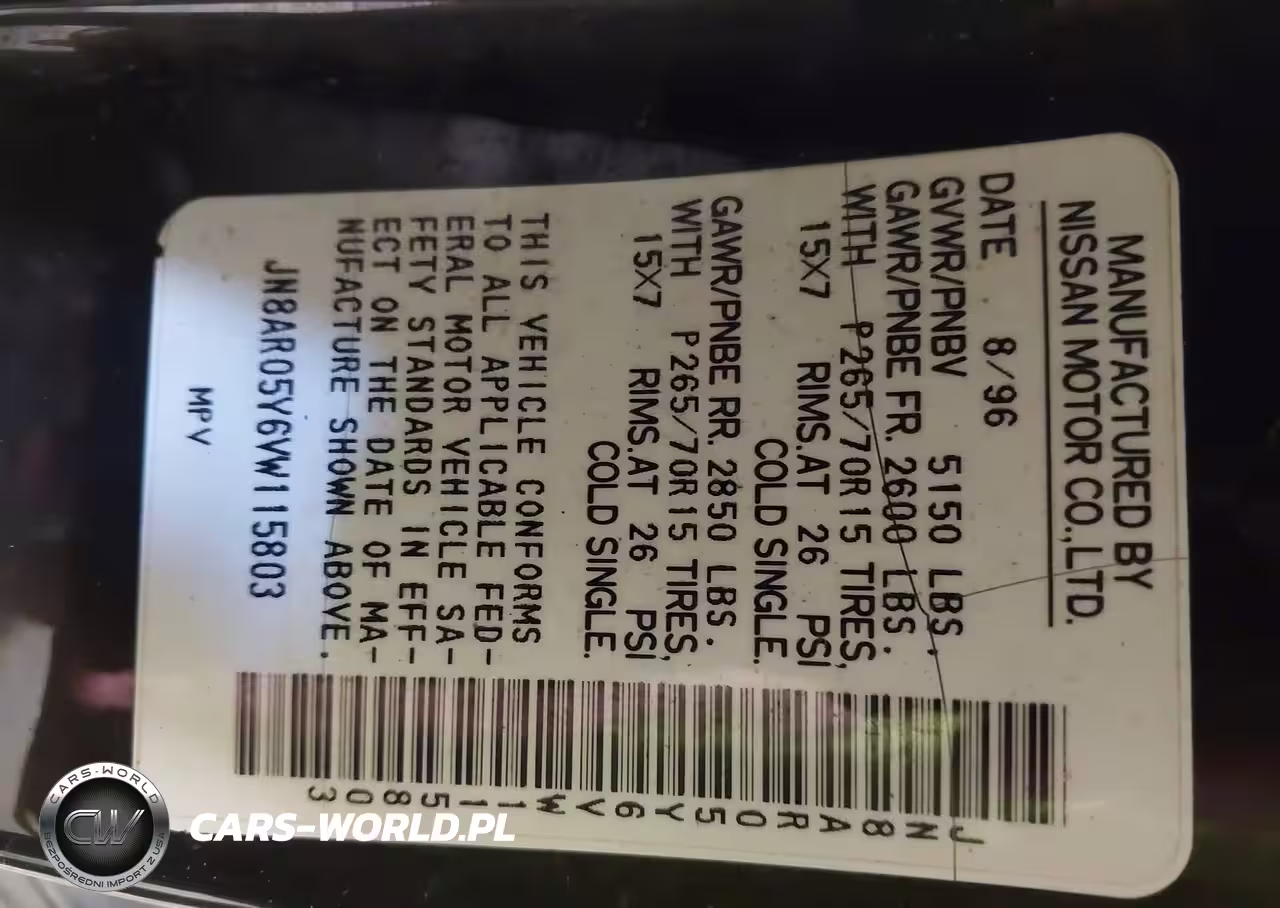 MANUFACTURED BY
NISSAN MOTOR CO.,LTD.
DATE 8/96
GVWR/PNBV 5150 LBS.
GAWR/PNBE FR. 2600 LBS.
WITH P265/70R15 TIRES,
15X7 RIMS.AT 26 PSI
COLD SINGLE.
GAWR/PNBE RR. 2850 LBS.
WITH P265/70R15 TIRES,
15X7 RIMS.AT 26 PSI
COLD SINGLE.
THIS VEHICLE CONFORMS
TO ALL APPLICABLE FED-
ERAL MOTOR VEHICLE SA-
FETY STANDARDS IN EFF-
ECT ON THE DATE OF MA-
NUFACTURE SHOWN ABOVE.
JN8AR05Y6VW115803
MPV
JN8AR05Y6VW115803
CARS-WORLD
CW
BEZPOŚREDNI IMPORT Z USA
CARS-WORLD.PL